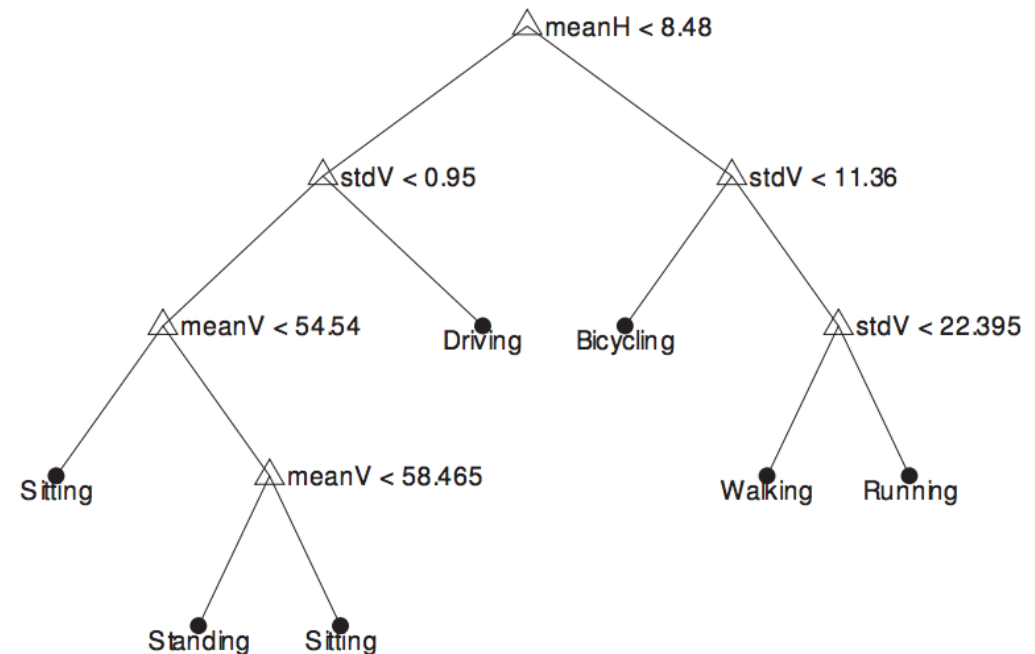 meanH < 8.48
stdV < 0.95
stdV < 11.36
meanV < 54.54
Driving
Bicycling
stdV < 22.395
Sitting
meanV < 58.465
Walking
Running
Standing
Sitting